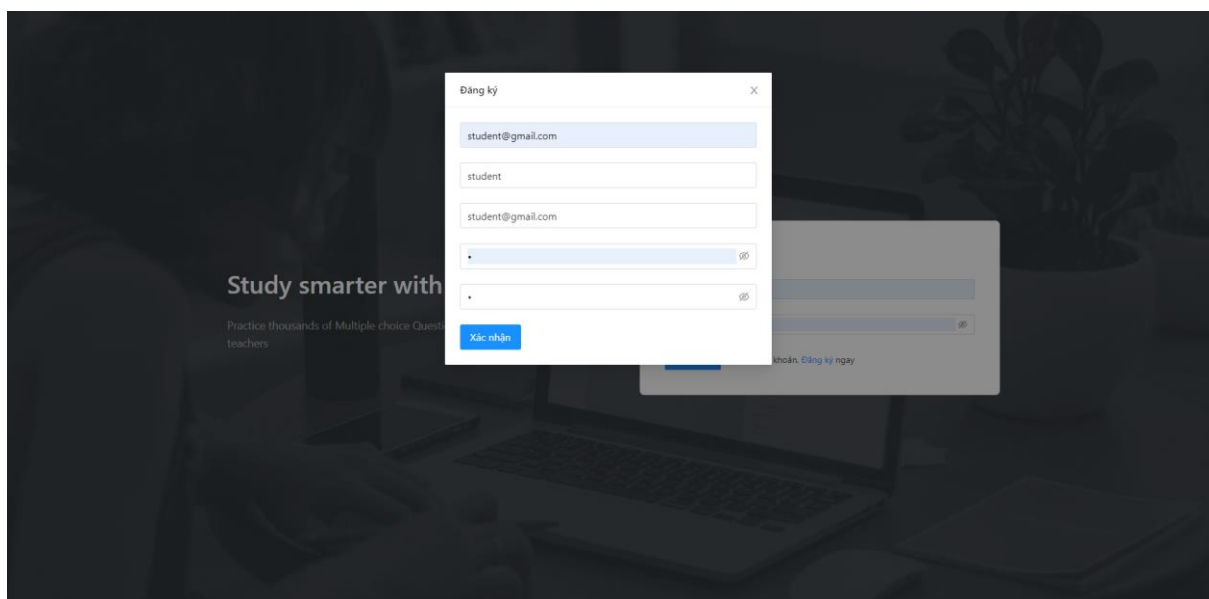 Đăng ký
student@gmail.com
student
student@gmail.com
Xác nhận
Study smarter with
Practice thousands of Multiple choice Questi
teachers
khoản. Đăng ký ngay